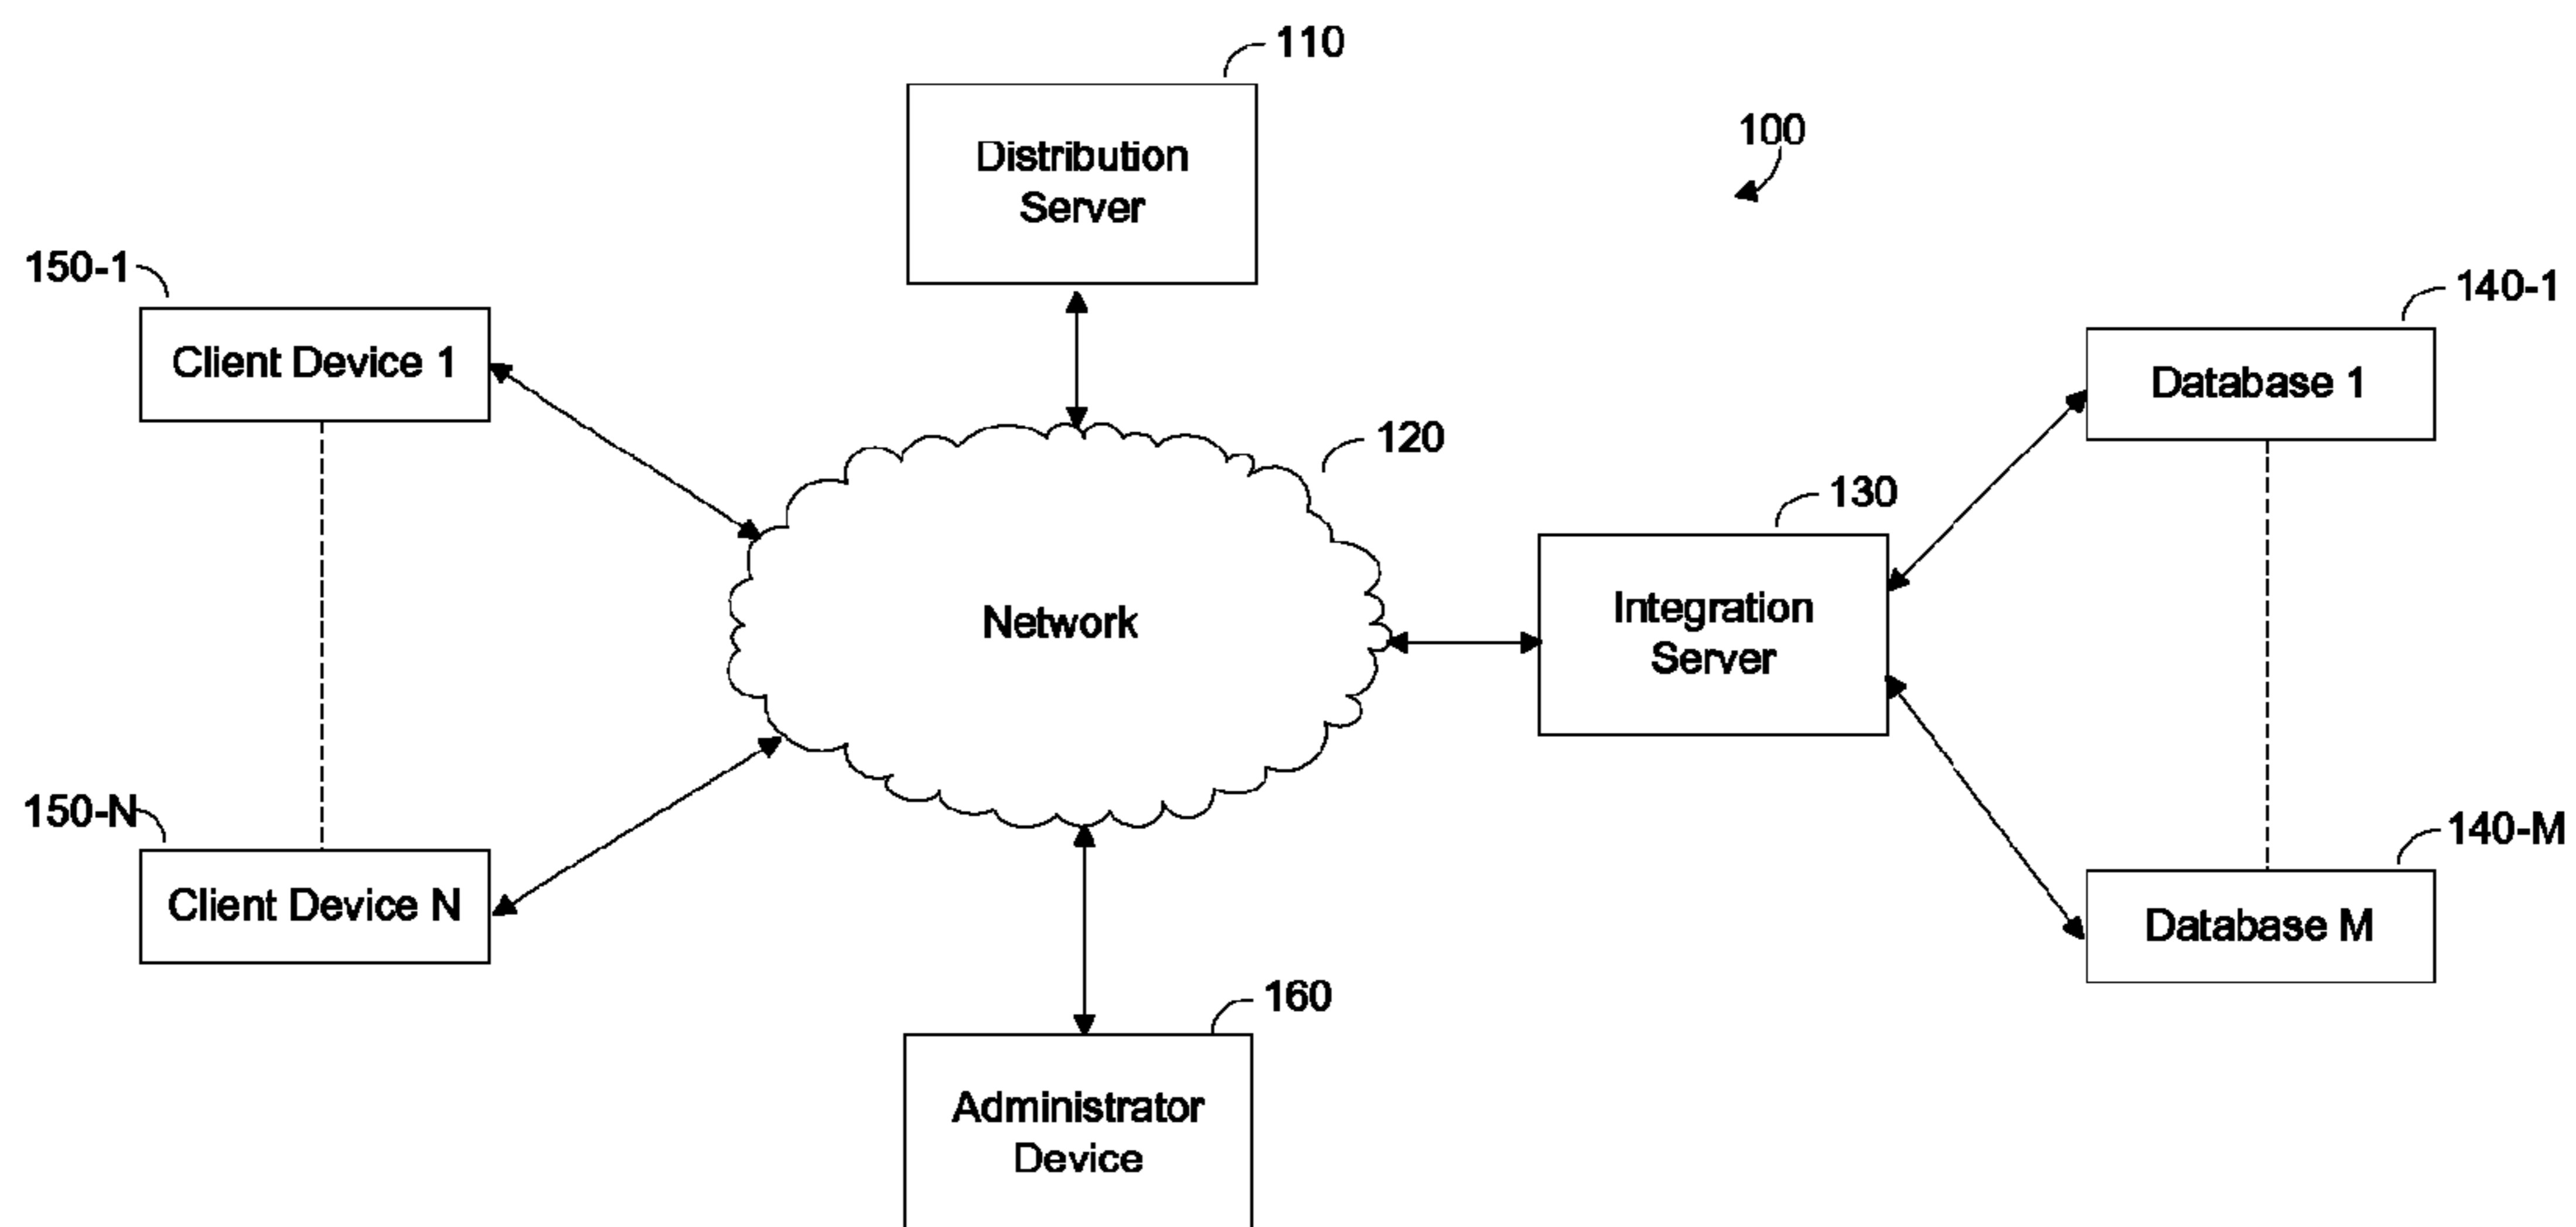 110
Distribution
Server
100
150-1
Client Device 1
140-1
Database 1
120
130
Network
Integration
Server
150-N
Client Device N
140-M
Database M
160
Administrator
Device